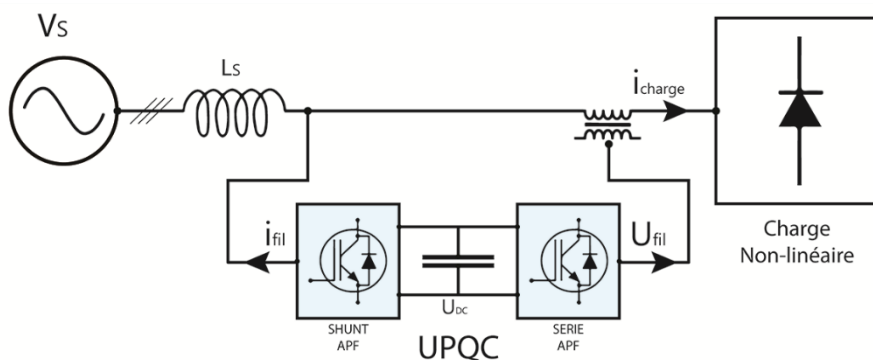 Vs
Ls
icharge
ifil
Ufil
Charge
Non-linéaire
UDC
SHUNT
APF
SERIE
APF
UPQC